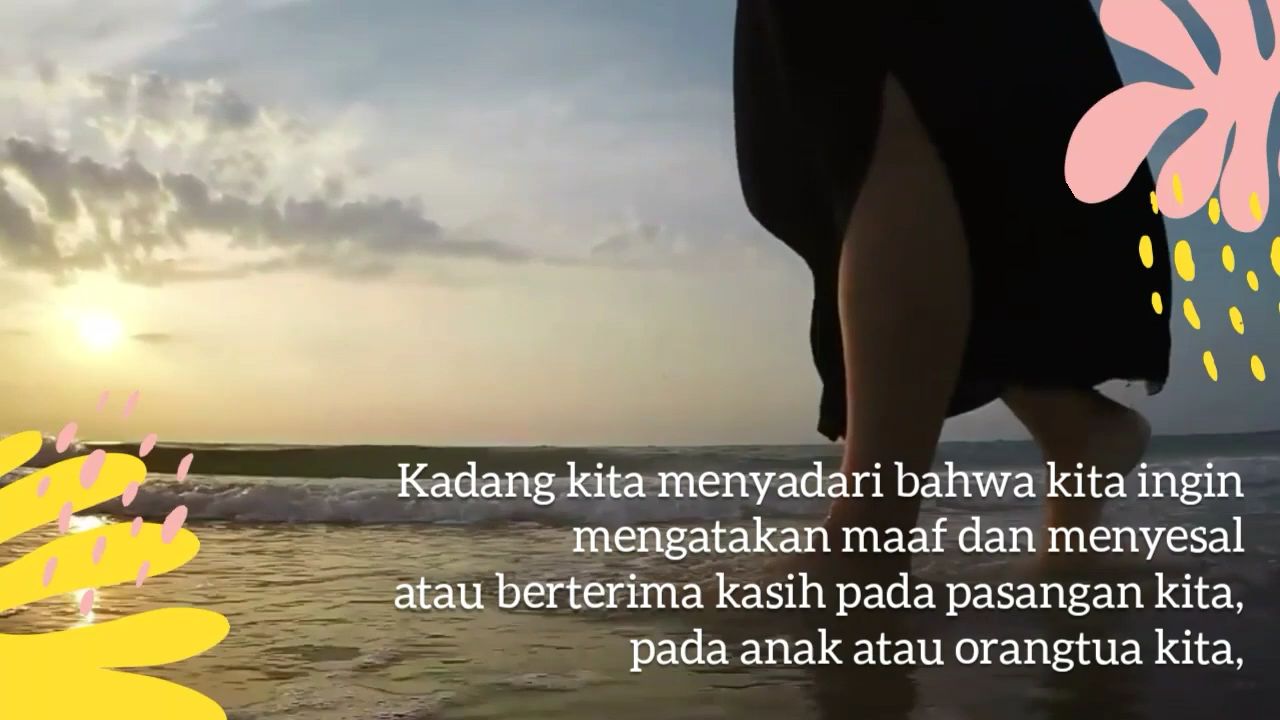 Kadang kita menyadari bahwa kita ingin
mengatakan maaf dan menyesal
atau berterima kasih pada pasangan kita,
pada anak atau orangtua kita,